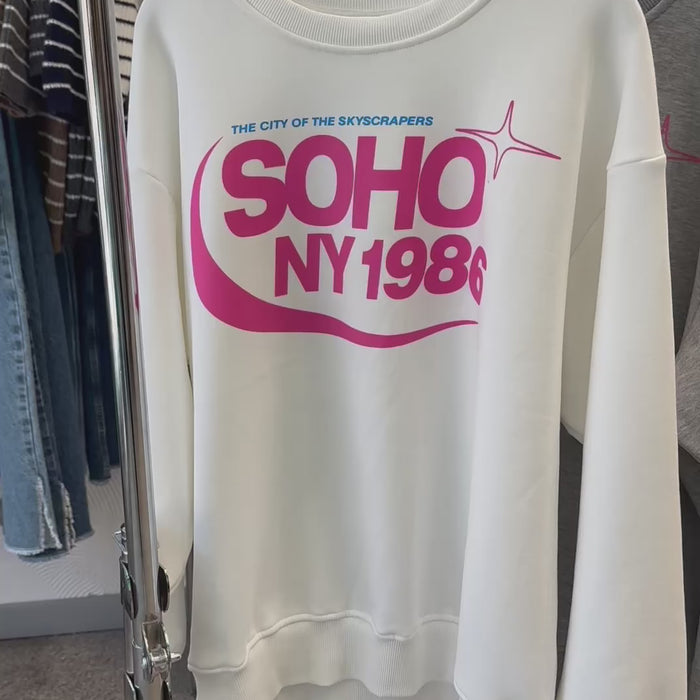 THE CITY OF THE SKYSCRAPERS
SOHO
NY 1986